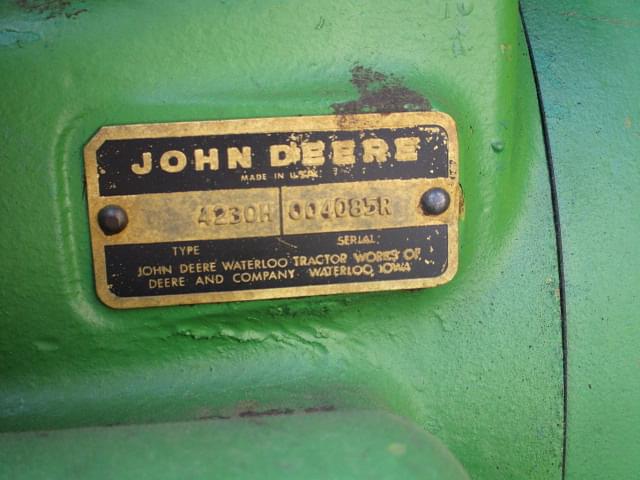 JOHN DEERE
MADE IN U.S.A.
4230H 004085R
TYPE SERIAL
JOHN DEERE WATERLOO TRACTOR WORKS OF
DEERE AND COMPANY WATERLOO, IOWA